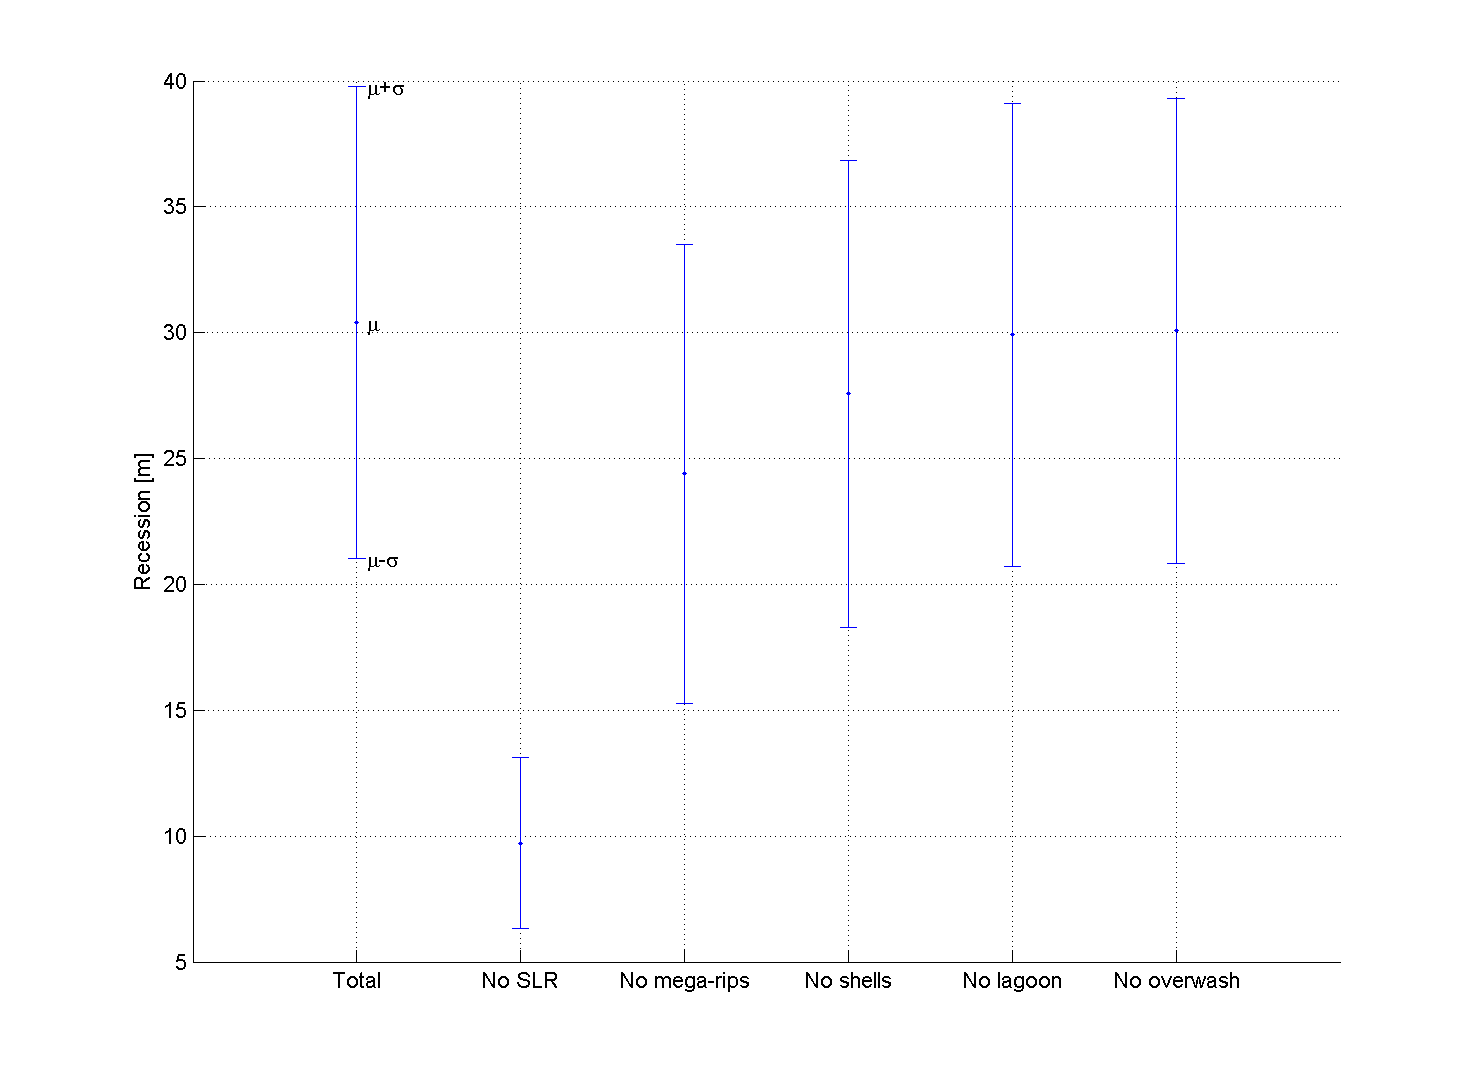 40
μ+σ
35
μ
30
25
μ-σ
20
15
10
5
Recession [m]
Total No SLR No mega-rips No shells No lagoon No overwash